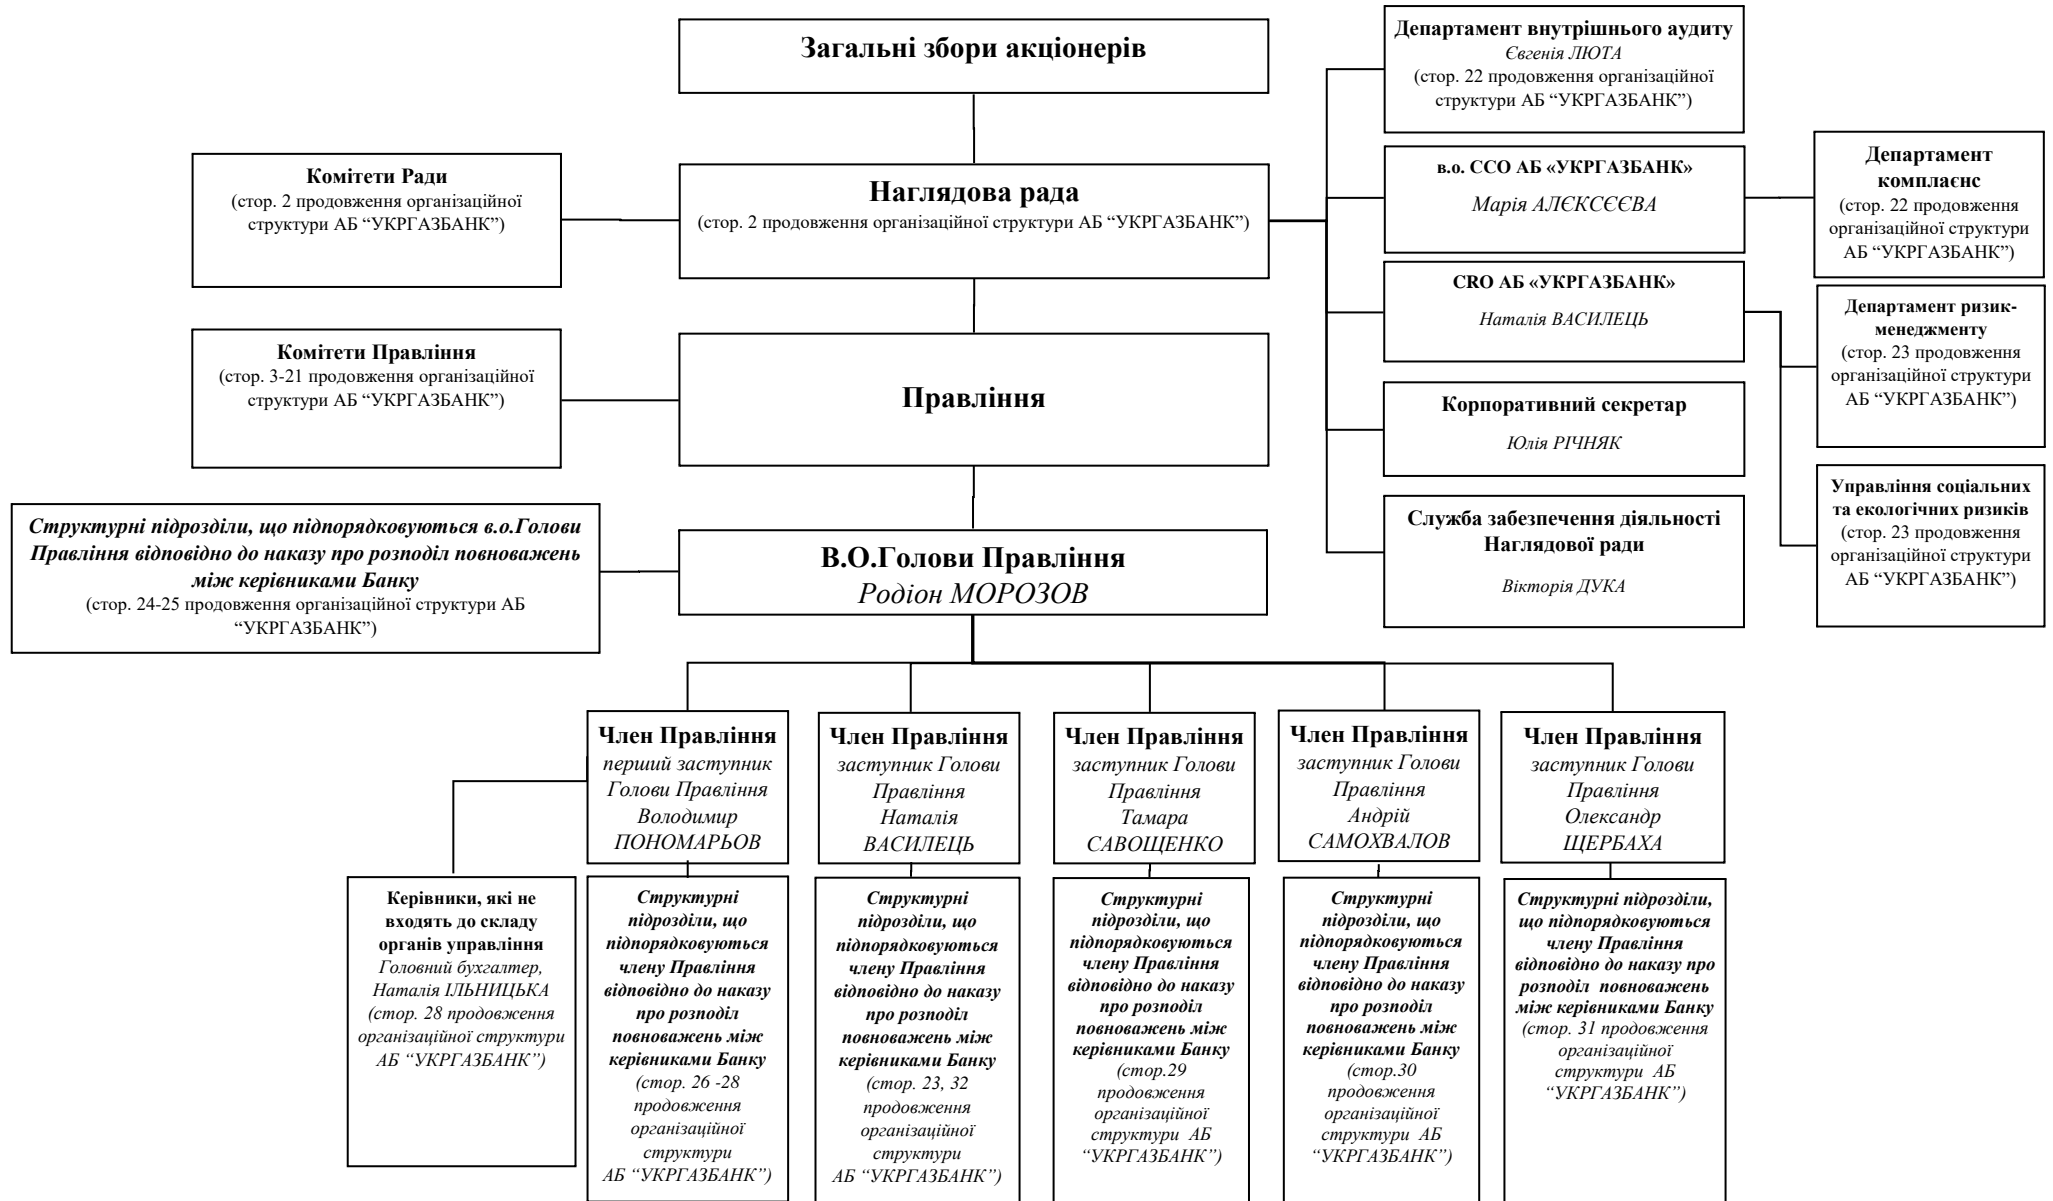 Загальні збори акціонерів
Департамент внутрішнього аудиту
Євгенія ЛЮТА
(стор. 22 продовження організаційної
структури АБ “УКРГАЗБАНК”)
Комітети Ради
(стор. 2 продовження організаційної
структури АБ “УКРГАЗБАНК”)
Наглядова рада
(стор. 2 продовження організаційної структури АБ “УКРГАЗБАНК”)
в.о. ССО АБ «УКРГАЗБАНК»
Марія АЛЄКСЄЄВА
Департамент
комплаєнс
(стор. 22 продовження
організаційної структури
АБ “УКРГАЗБАНК”)
CRO АБ «УКРГАЗБАНК»
Наталія ВАСИЛЕЦЬ
Департамент ризик-
менеджменту
(стор. 23 продовження
організаційної структури
АБ “УКРГАЗБАНК”)
Комітети Правління
(стор. 3-21 продовження організаційної
структури АБ “УКРГАЗБАНК”)
Правління
Корпоративний секретар
Юлія РІЧНЯК
Управління соціальних
та екологічних ризиків
(стор. 23 продовження
організаційної структури
АБ “УКРГАЗБАНК”)
Служба забезпечення діяльності
Наглядової ради
Вікторія ДУКА
Структурні підрозділи, що підпорядковуються в.о.Голови
Правління відповідно до наказу про розподіл повноважень
між керівниками Банку
(стор. 24-25 продовження організаційної структури АБ
“УКРГАЗБАНК”)
В.О.Голови Правління
Родіон МОРОЗОВ
Член Правління
перший заступник
Голови Правління
Володимир
ПОНОМАРЬОВ
Член Правління
заступник Голови
Правління
Наталія
ВАСИЛЕЦЬ
Член Правління
заступник Голови
Правління
Тамара
САВОЩЕНКО
Член Правління
заступник Голови
Правління
Андрій
САМОХВАЛОВ
Член Правління
заступник Голови
Правління
Олександр
ЩЕРБАХА
Керівники, які не
входять до складу
органів управління
Головний бухгалтер,
Наталія ІЛЬНИЦЬКА
(стор. 28 продовження
організаційної структури
АБ “УКРГАЗБАНК”)
Структурні
підрозділи, що
підпорядковуються
члену Правління
відповідно до наказу
про розподіл
повноважень між
керівниками Банку
(стор. 26 -28
продовження
організаційної
структури
АБ “УКРГАЗБАНК”)
Структурні
підрозділи, що
підпорядковуються
члену Правління
відповідно до наказу
про розподіл
повноважень між
керівниками Банку
(стор. 23, 32
продовження
організаційної
структури
АБ “УКРГАЗБАНК”)
Структурні
підрозділи, що
підпорядковуються
члену Правління
відповідно до наказу
про розподіл
повноважень між
керівниками Банку
(стор.29
продовження
організаційної
структури АБ
“УКРГАЗБАНК”)
Структурні
підрозділи, що
підпорядковуються
члену Правління
відповідно до наказу
про розподіл
повноважень між
керівниками Банку
(стор.30
продовження
організаційної
структури АБ
“УКРГАЗБАНК”)
Структурні підрозділи,
що підпорядковуються
члену Правління
відповідно до наказу про
розподіл повноважень
між керівниками Банку
(стор. 31 продовження
організаційної
структури АБ
“УКРГАЗБАНК”)